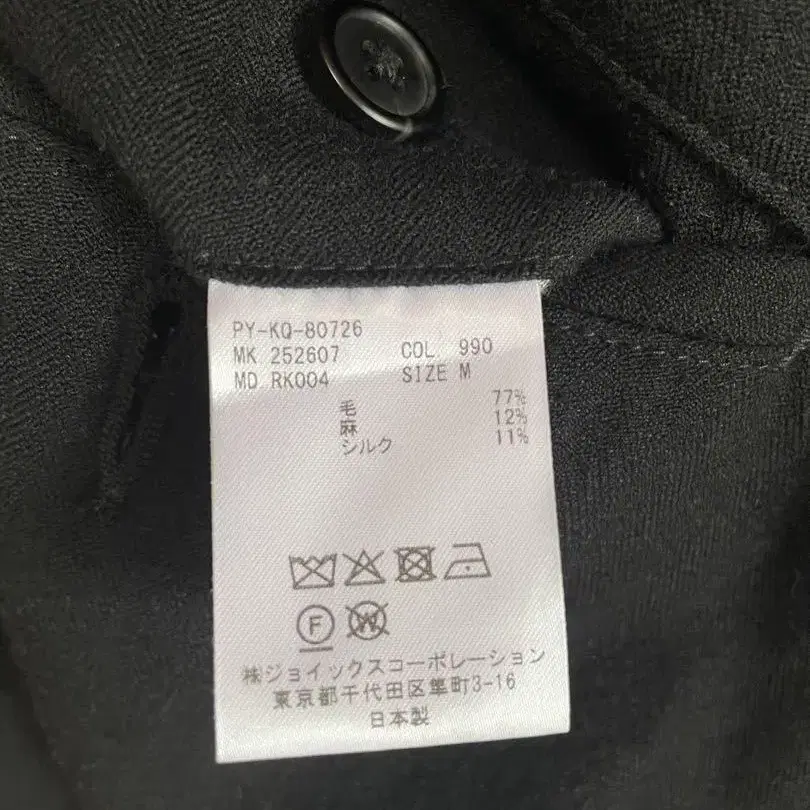 PY-KQ-80726
MK 252607 COL 990
MD RK004 SIZE M
毛 77%
麻 12%
シルク 11%
F W
㈱ジョイックスコーポレーション
東京都千代田区隼町3-16
日本製